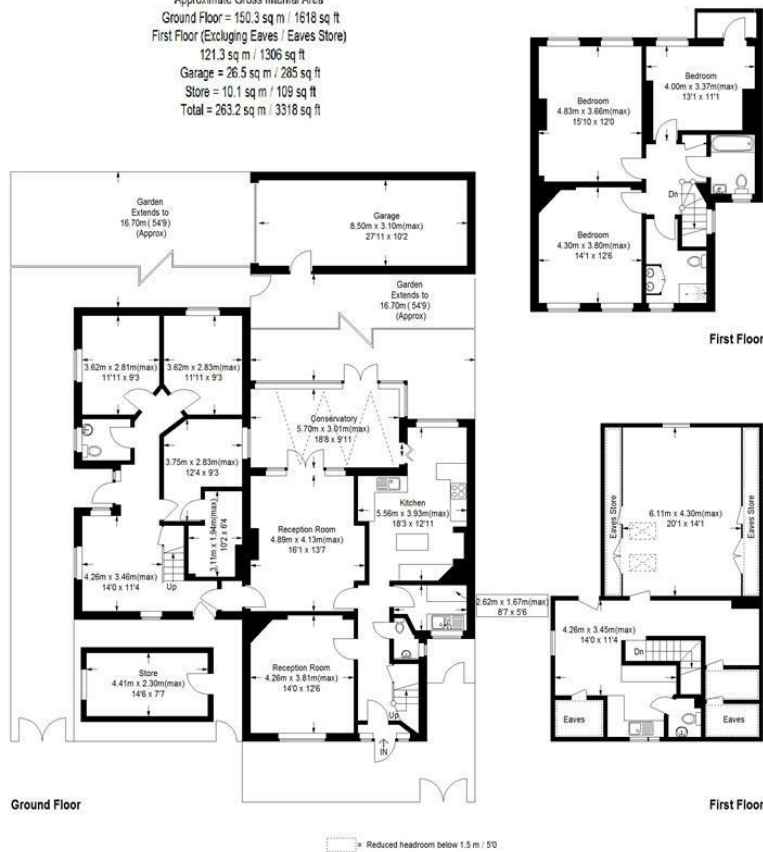 Approximate Gross Internal Area
Ground Floor = 150.3 sq m / 1618 sq ft
First Floor (Excluging Eaves / Eaves Store)
121.3 sq m / 1306 sq ft
Garage = 26.5 sq m / 285 sq ft
Store = 10.1 sq m / 109 sq ft
Total = 263.2 sq m / 3318 sq ft
Bedroom
4.83m x 3.66m(max)
15'10 x 12'0
Bedroom
4.00m x 3.37m(max)
13'1 x 11'1
Dn
Bedroom
4.30m x 3.80m(max)
14'1 x 12'6
First Floor
Garden
Extends to
16.70m ( 54'9)
(Approx)
Garage
8.50m x 3.10m(max)
27'11 x 10'2
Garden
Extends to
16.70m ( 54'9)
(Approx)
3.62m x 2.81m(max)
11'11 x 9'3
3.62m x 2.83m(max)
11'11 x 9'3
Conservatory
5.70m x 3.01m(max)
18'8 x 9'11
3.75m x 2.83m
12'4 x 9'3
3.11m x 1.94m(max)
10'2 x 6'4
Kitchen
5.56m x 3.93m(max)
18'3 x 12'11
Reception Room
4.89m x 4.13m(max)
16'1 x 13'7
4.26m x 3.46m(max)
14'0 x 11'4
Up
2.62m x 1.67m(max)
8'7 x 5'6
Reception Room
4.26m x 3.81m(max)
14'0 x 12'6
Up
IN
Store
4.41m x 2.30m(max)
14'6 x 7'7
Ground Floor
Eaves Store
6.11m x 4.30m(max)
20'1 x 14'1
Eaves Store
4.26m x 3.45m(max)
14'0 x 11'4
Dn
Eaves
Eaves
First Floor
= Reduced headroom below 1.5 m / 5'0